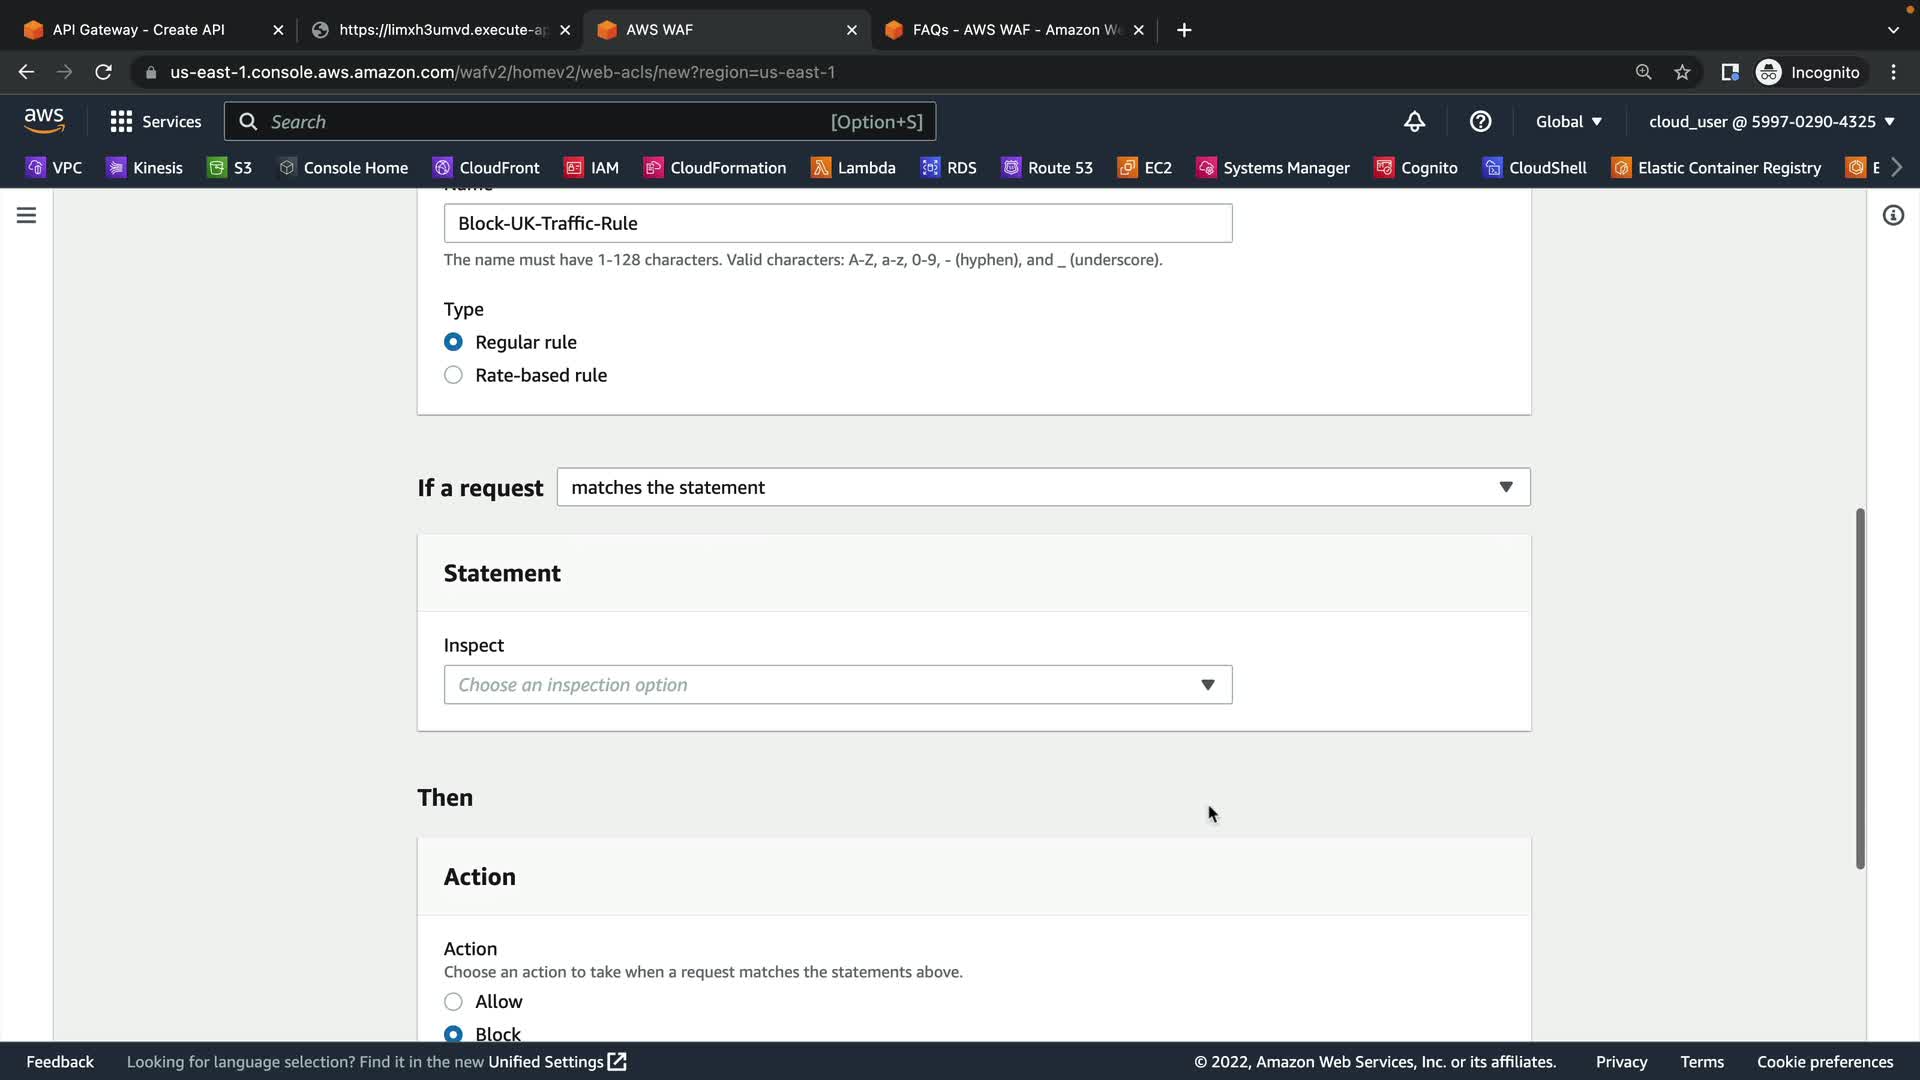 API Gateway - Create API
https://limxh3umvd.execute-ap
AWS WAF
FAQs - AWS WAF - Amazon We
us-east-1.console.aws.amazon.com/wafv2/homev2/web-acls/new?region=us-east-1
Incognito
aws
Services
Search
[Option+S]
Global
cloud_user @ 5997-0290-4325
VPC
Kinesis
S3
Console Home
CloudFront
IAM
CloudFormation
Lambda
RDS
Route 53
EC2
Systems Manager
Cognito
CloudShell
Elastic Container Registry
E
Name
Block-UK-Traffic-Rule
The name must have 1-128 characters. Valid characters: A-Z, a-z, 0-9, - (hyphen), and _ (underscore).
Type
Regular rule
Rate-based rule
If a request
matches the statement
Statement
Inspect
Choose an inspection option
Then
Action
Action
Choose an action to take when a request matches the statements above.
Allow
Block
Feedback
Looking for language selection? Find it in the new Unified Settings
© 2022, Amazon Web Services, Inc. or its affiliates.
Privacy
Terms
Cookie preferences